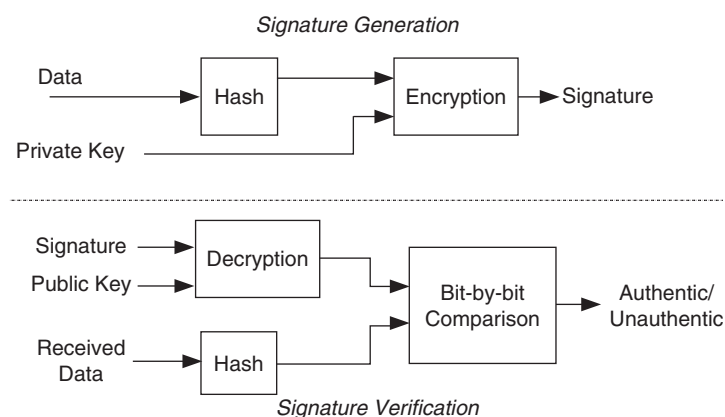 Signature Generation
Data
Hash
Encryption
Signature
Private Key
Signature
Public Key
Decryption
Bit-by-bit
Comparison
Authentic/
Unauthentic
Received
Data
Hash
Signature Verification